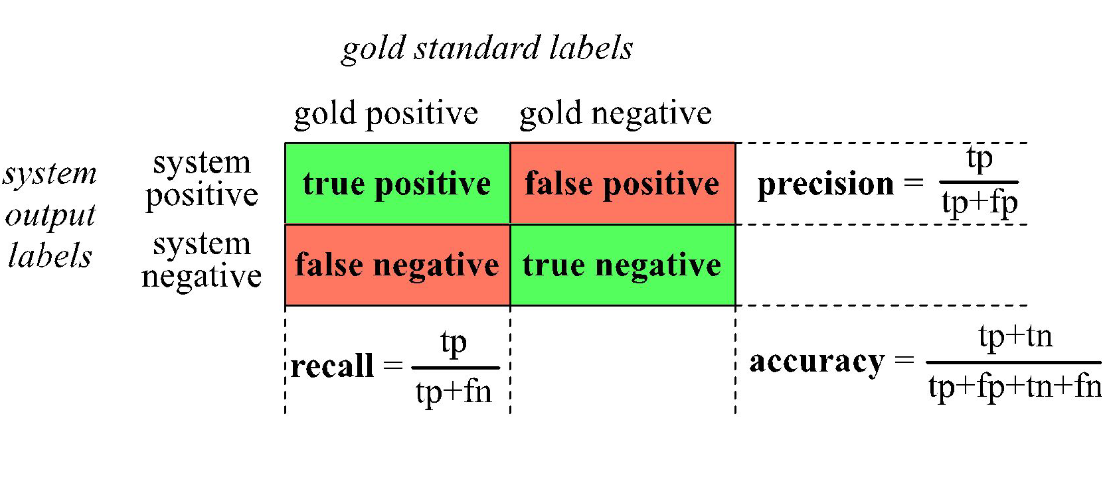 gold standard labels
gold positive gold negative
system output labels
system positive
true positive
false positive
precision = tp
tp+fp
system negative
false negative
true negative
recall = tp
tp+fn
accuracy = tp+tn
tp+fp+tn+fn